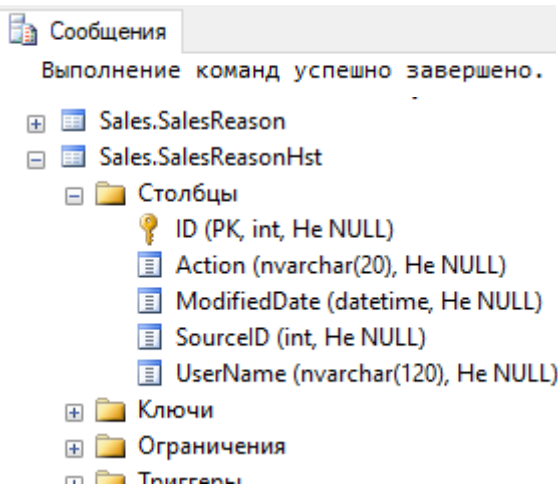 Сообщения
Выполнение команд успешно завершено.
Sales.SalesReason
Sales.SalesReasonHst
Столбцы
ID (PK, int, Не NULL)
Action (nvarchar(20), Не NULL)
ModifiedDate (datetime, Не NULL)
SourceID (int, Не NULL)
UserName (nvarchar(120), Не NULL)
Ключи
Ограничения
Триггеры